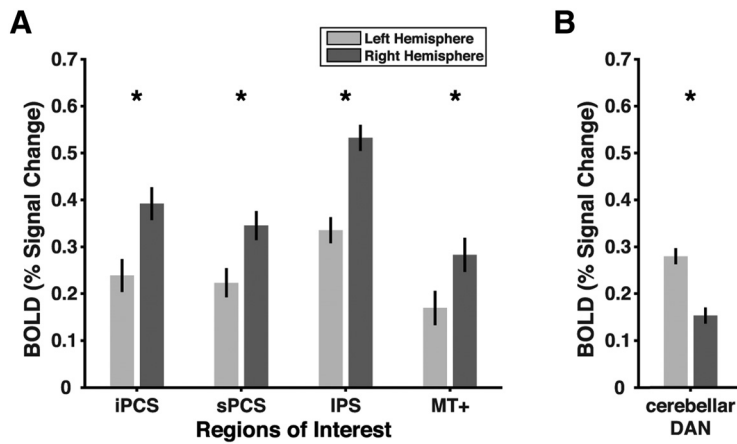 A
Left Hemisphere
Right Hemisphere
BOLD (% Signal Change)
0.7
0.6
0.5
0.4
0.3
0.2
0.1
0
*
*
*
*
iPCS
sPCS
IPS
MT+
Regions of Interest
B
BOLD (% Signal Change)
0.7
0.6
0.5
0.4
0.3
0.2
0.1
0
*
cerebellar
DAN